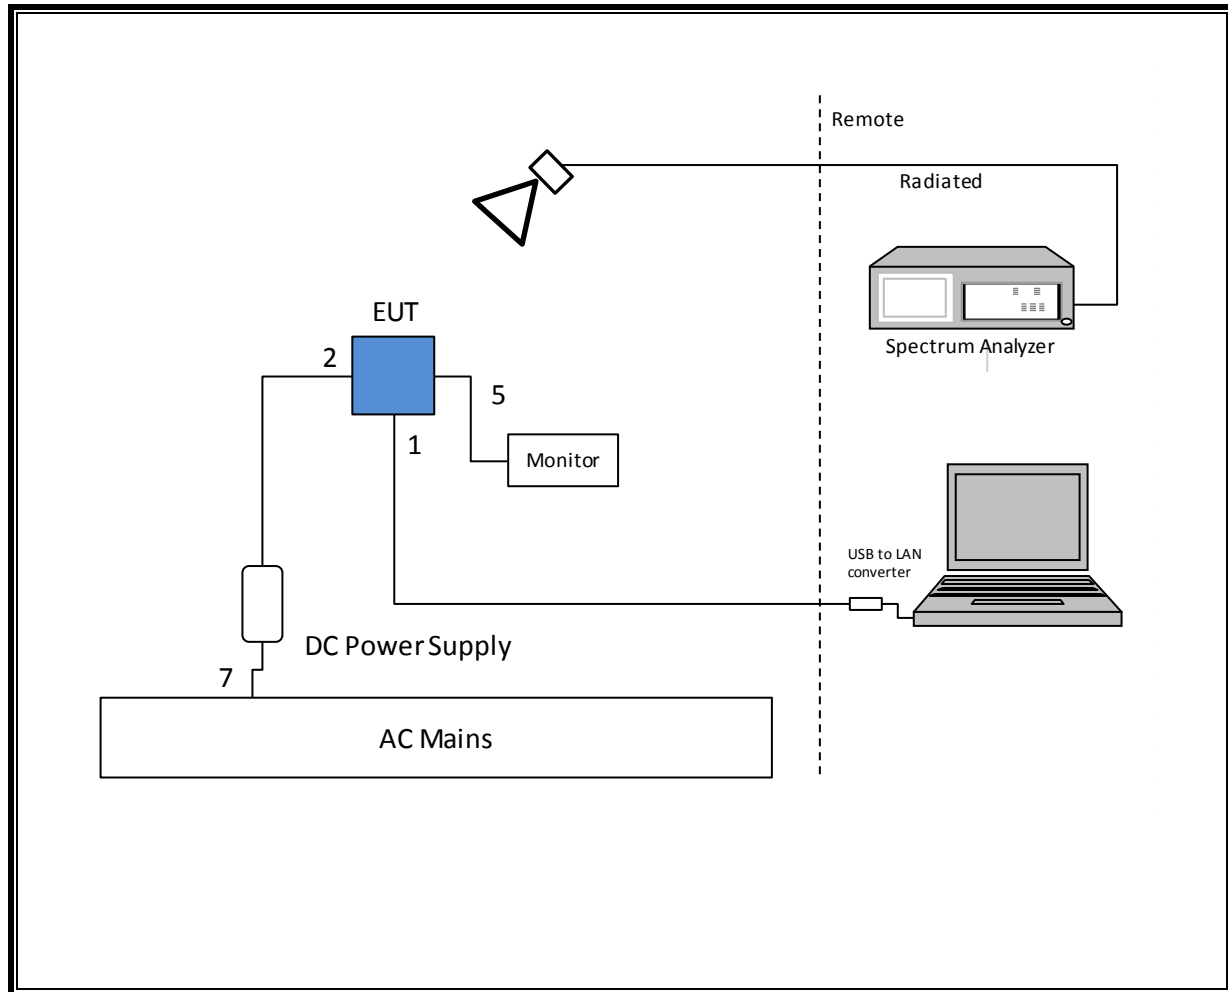 Remote
Radiated
EUT
2
Spectrum Analyzer
5
1
Monitor
USB to LAN
converter
DC Power Supply
7
AC Mains